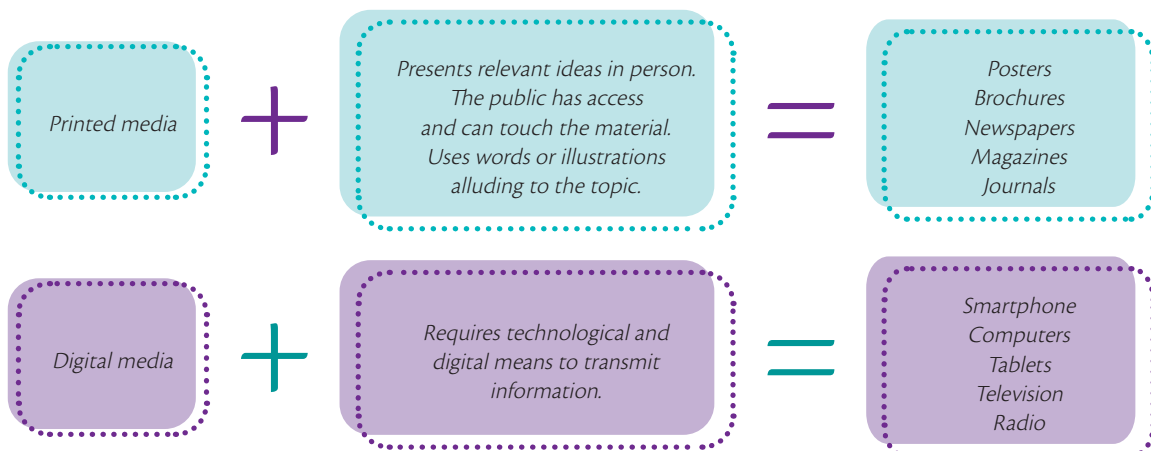 Printed media
+
Presents relevant ideas in person.
The public has access
and can touch the material.
Uses words or illustrations
alluding to the topic.
=
Posters
Brochures
Newspapers
Magazines
Journals
Digital media
+
Requires technological and
digital means to transmit
information.
=
Smartphone
Computers
Tablets
Television
Radio